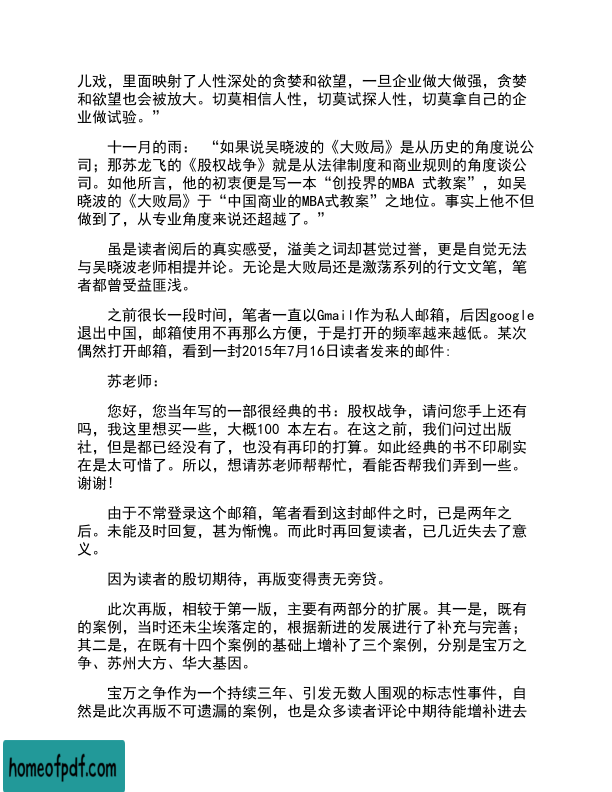 儿戏，里面映射了人性深处的贪婪和欲望，一旦企业做大做强，贪婪
和欲望也会被放大。切莫相信人性，切莫试探人性，切莫拿自己的企
业做试验。”
十一月的雨： “如果说吴晓波的《大败局》是从历史的角度说公
司；那苏龙飞的《股权战争》就是从法律制度和商业规则的角度谈公
司。如他所言，他的初衷便是写一本“创投界的MBA 式教案”，如吴
晓波的《大败局》于“中国商业的MBA式教案”之地位。事实上他不但
做到了，从专业角度来说还超越了。”
虽是读者阅后的真实感受，溢美之词却甚觉过誉，更是自觉无法
与吴晓波老师相提并论。无论是大败局还是激荡系列的行文文笔，笔
者都曾受益匪浅。
之前很长一段时间，笔者一直以Gmail作为私人邮箱，后因google
退出中国，邮箱使用不再那么方便，于是打开的频率越来越低。某次
偶然打开邮箱，看到一封2015年7月16日读者发来的邮件：
苏老师：
您好，您当年写的一部很经典的书：股权战争，请问您手上还有
吗，我这里想买一些，大概100 本左右。在这之前，我们问过出版
社，但是都已经没有了，也没有再印的打算。如此经典的书不印刷实
在是太可惜了。所以，想请苏老师帮帮忙，看能否帮我们弄到一些。
谢谢！
由于不常登录这个邮箱，笔者看到这封邮件之时，已是两年之
后。未能及时回复，甚为惭愧。而此时再回复读者，已几近失去了意
义。
因为读者的殷切期待，再版变得责无旁贷。
此次再版，相较于第一版，主要有两部分的扩展。其一是，既有
的案例，当时还未尘埃落定的，根据新进的发展进行了补充与完善；
其二是，在既有十四个案例的基础上增补了三个案例，分别是宝万之
争、苏州大方、华大基因。
宝万之争作为一个持续三年、引发无数人围观的标志性事件，自
然是此次再版不可遗漏的案例，也是众多读者评论中期待能增补进去
homeofpdf.com